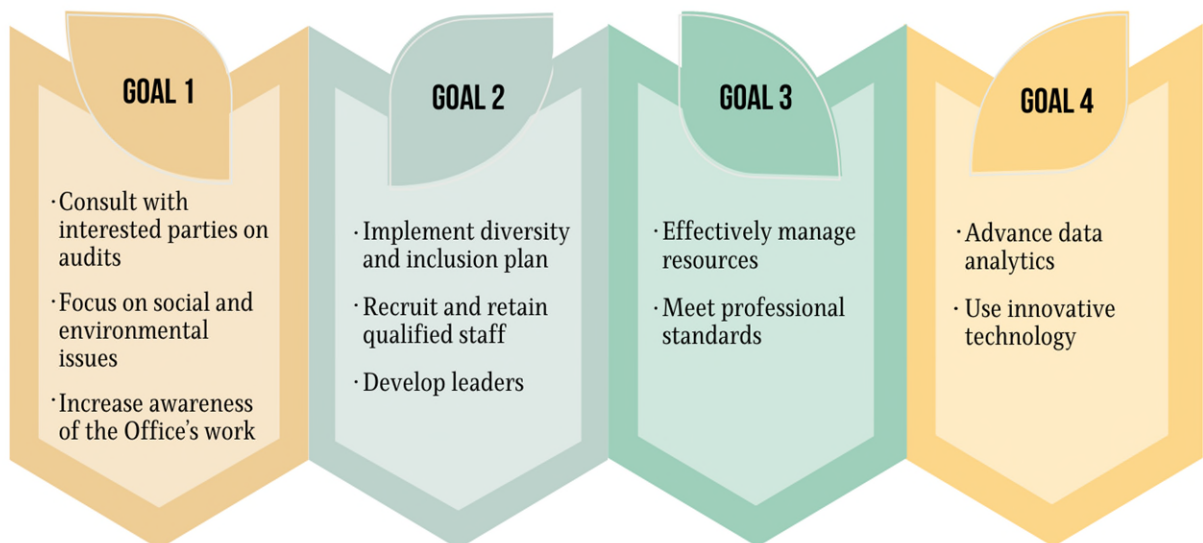 GOAL 1
· Consult with
interested parties on
audits
· Focus on social and
environmental
issues
· Increase awareness
of the Office's work
GOAL 2
· Implement diversity
and inclusion plan
· Recruit and retain
qualified staff
· Develop leaders
GOAL 3
· Effectively manage
resources
· Meet professional
standards
GOAL 4
· Advance data
analytics
· Use innovative
technology